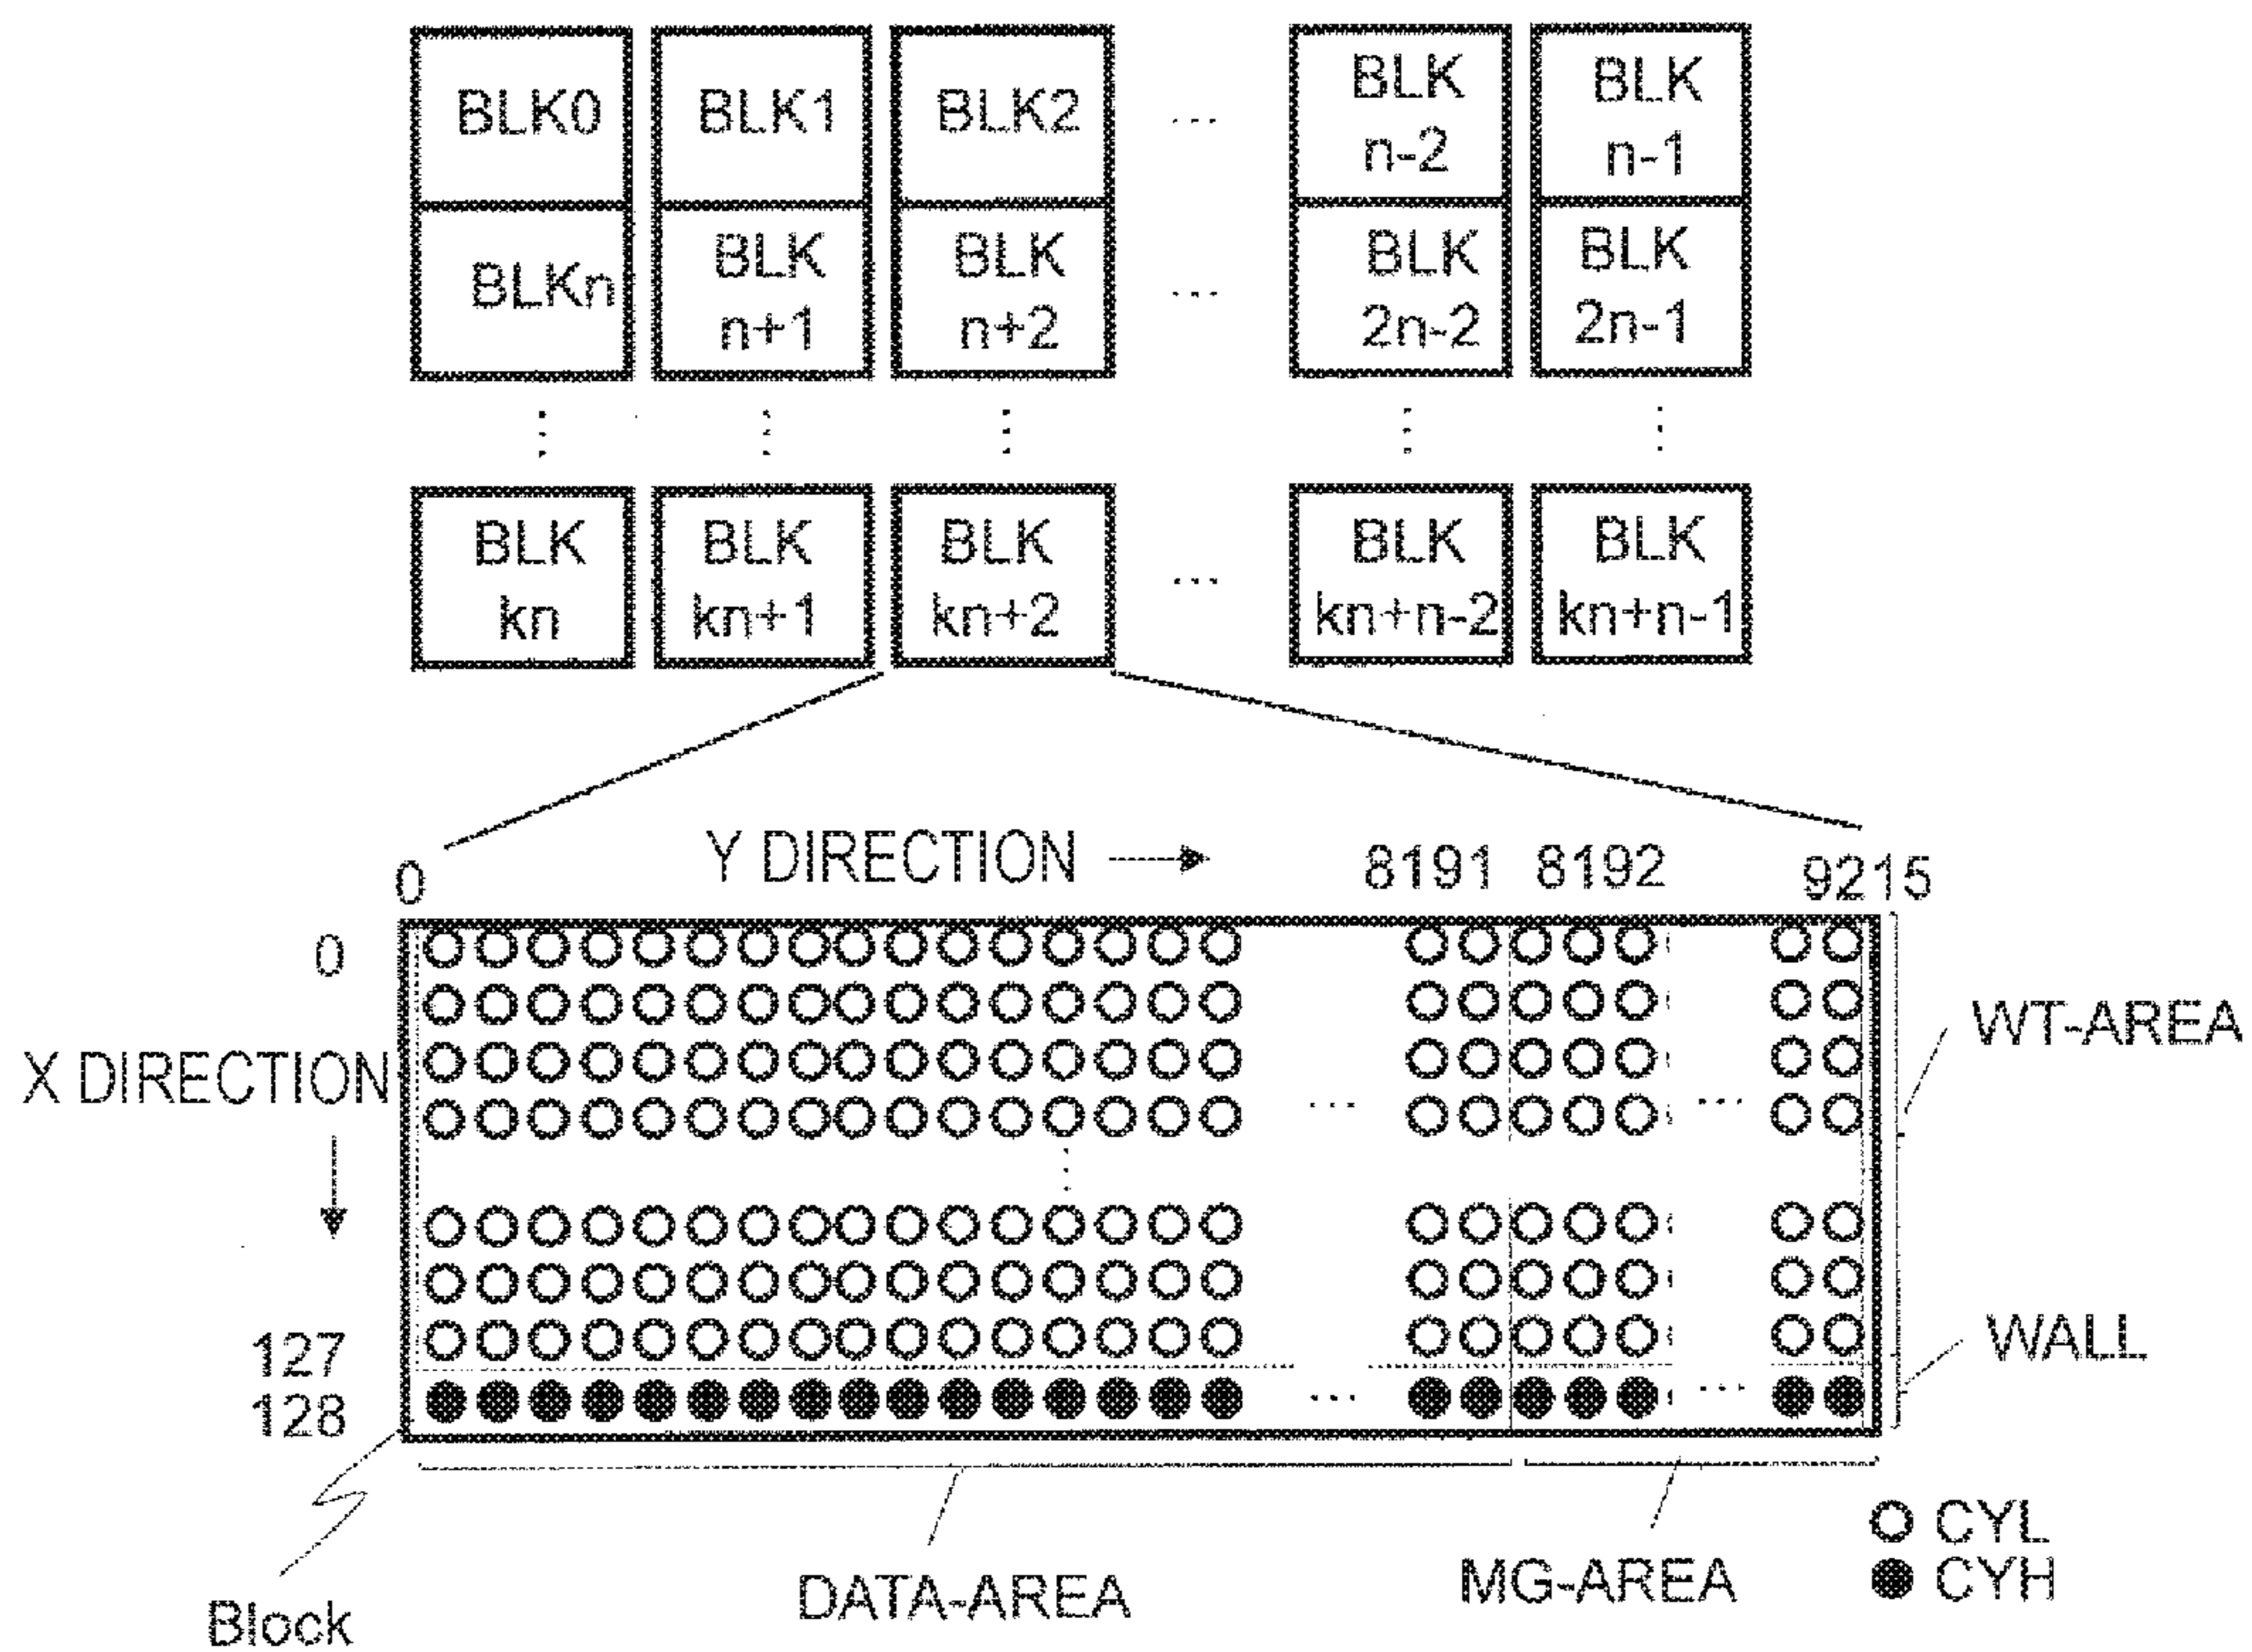 BLK0 BLK1 BLK2 ... BLK BLK
n-2 n-1
BLKn BLK BLK ... BLK BLK
n+1 n+2 2n-2 2n-1
BLK BLK BLK ... BLK BLK
kn kn+1 kn+2 kn+n-2 kn+n-1
Y DIRECTION
0 8191 8192 9215
0
X DIRECTION
WT-AREA
127
128
WALL
Block
DATA-AREA
MG-AREA
CYL
CYH